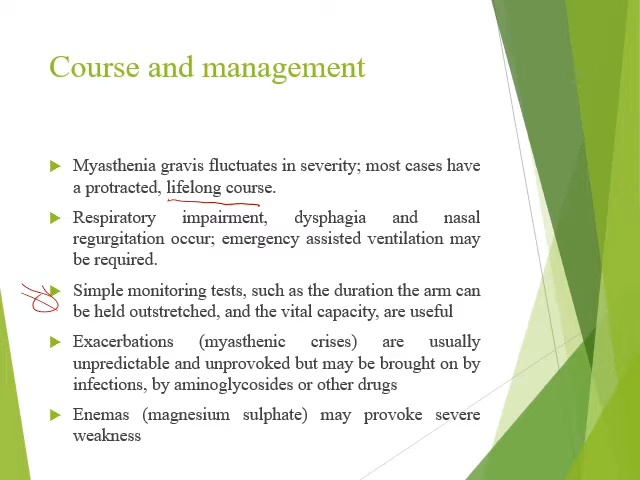 Course and management
Myasthenia gravis fluctuates in severity; most cases have
a protracted, lifelong course.
Respiratory impairment, dysphagia and nasal
regurgitation occur; emergency assisted ventilation may
be required.
Simple monitoring tests, such as the duration the arm can
be held outstretched, and the vital capacity, are useful
Exacerbations (myasthenic crises) are usually
unpredictable and unprovoked but may be brought on by
infections, by aminoglycosides or other drugs
Enemas (magnesium sulphate) may provoke severe
weakness